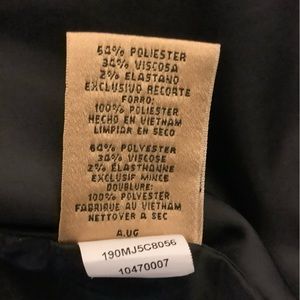 64% POLIESTER
34% VISCOSA
2% ELASTANO
EXCLUSIVO RECORTE
FORRO:
100% POLIESTER
HECHO EN VIETNAM
LIMPIAR EN SECO
64% POLYESTER
34% VISCOSE
2% ELASTHANNE
EXCLUSIF MINCE
DOUBLURE:
100% POLYESTER
FABRIQUE AU VIETNAM
NETTOYER A SEC
A.UG
190MJ5C8056
10470007